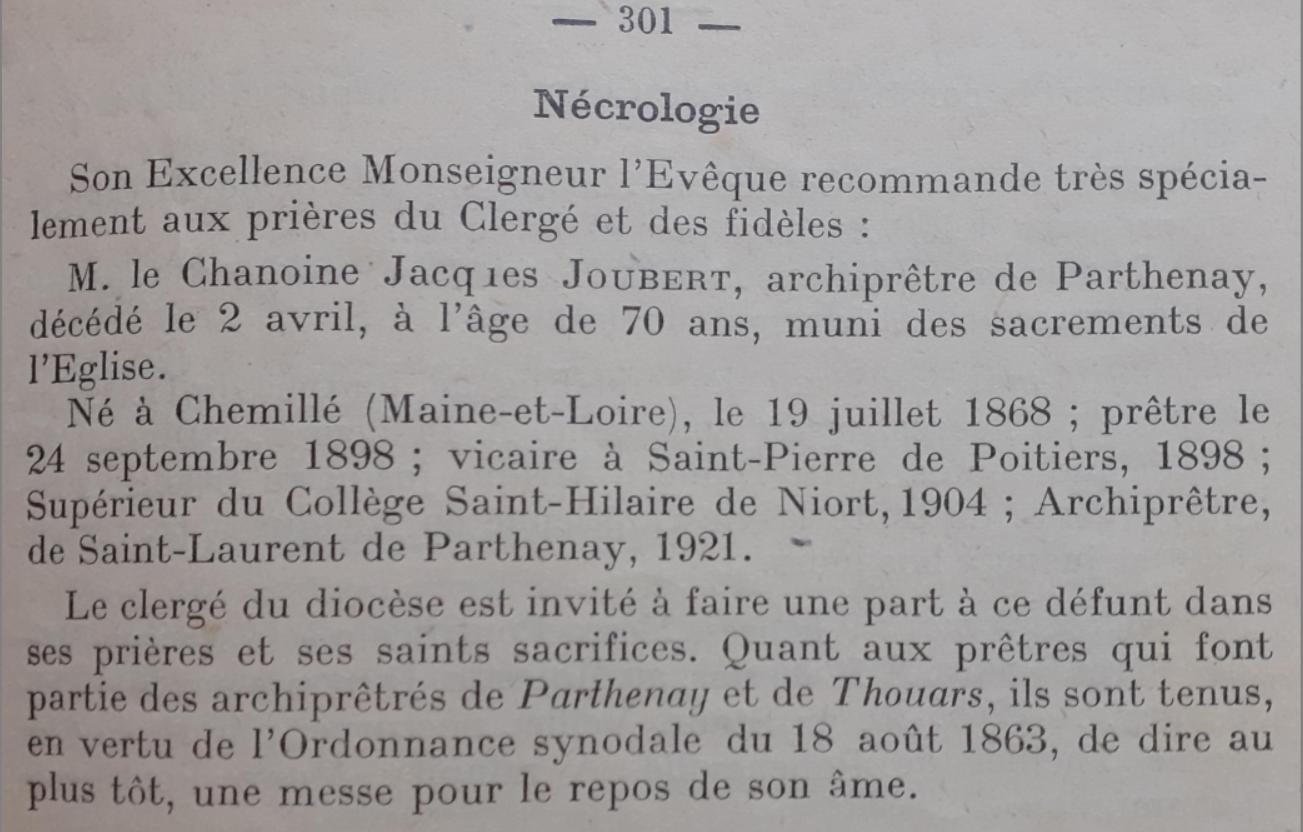 — 301 —
Nécrologie
Son Excellence Monseigneur l'Evêque recommande très spécia-
lement aux prières du Clergé et des fidèles :
M. le Chanoine Jacques JOUBERT, archiprêtre de Parthenay,
décédé le 2 avril, à l'âge de 70 ans, muni des sacrements de
l'Eglise.
Né à Chemillé (Maine-et-Loire), le 19 juillet 1868 ; prêtre le
24 septembre 1898 ; vicaire à Saint-Pierre de Poitiers, 1898 ;
Supérieur du Collège Saint-Hilaire de Niort, 1904 ; Archiprêtre,
de Saint-Laurent de Parthenay, 1921.
Le clergé du diocèse est invité à faire une part à ce défunt dans
ses prières et ses saints sacrifices. Quant aux prêtres qui font
partie des archiprêtrés de Parthenay et de Thouars, ils sont tenus,
en vertu de l'Ordonnance synodale du 18 août 1863, de dire au
plus tôt, une messe pour le repos de son âme.